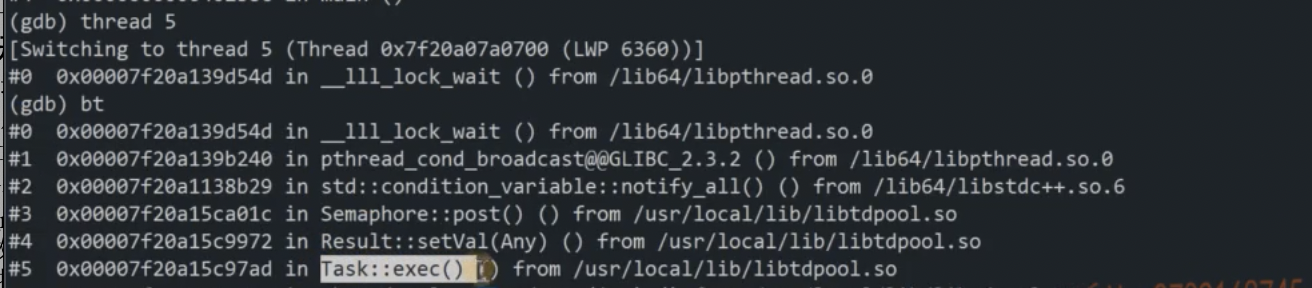 (gdb) thread 5
[Switching to thread 5 (Thread 0x7f20a07a0700 (LWP 6360))]
#0  0x00007f20a139d54d in __lll_lock_wait () from /lib64/libpthread.so.0
(gdb) bt
#0  0x00007f20a139d54d in __lll_lock_wait () from /lib64/libpthread.so.0
#1  0x00007f20a139b240 in pthread_cond_broadcast@@GLIBC_2.3.2 () from /lib64/libpthread.so.0
#2  0x00007f20a1138b29 in std::condition_variable::notify_all() () from /lib64/libstdc++.so.6
#3  0x00007f20a15ca01c in Semaphore::post() () from /usr/local/lib/libtdpool.so
#4  0x00007f20a15c9972 in Result::setVal(Any) () from /usr/local/lib/libtdpool.so
#5  0x00007f20a15c97ad in Task::exec() () from /usr/local/lib/libtdpool.so